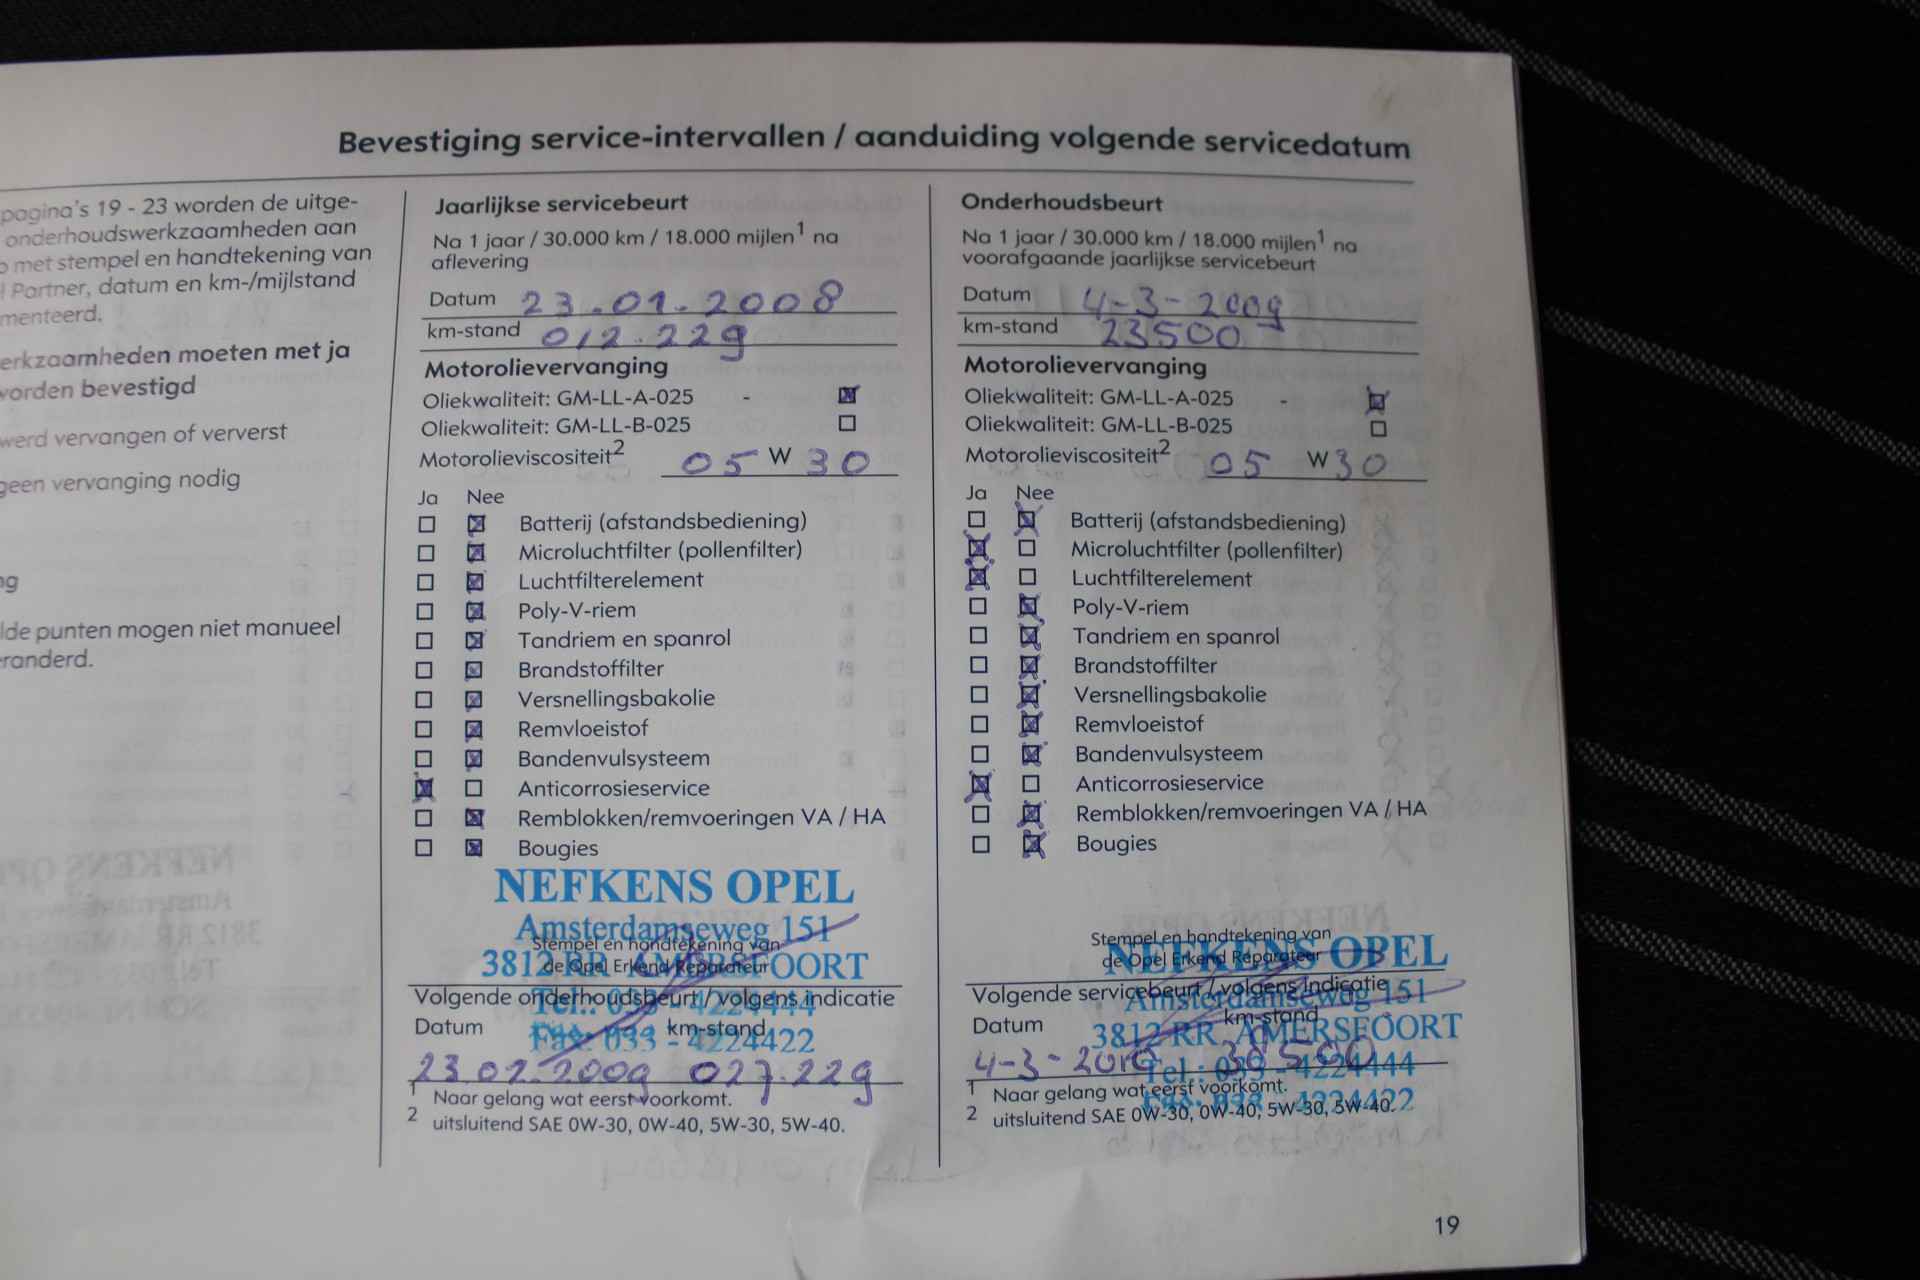 Bevestiging service-intervallen / aanduiding volgende servicedatum
pagina's 19 - 23 worden de uitge-
onderhoudswerkzaamheden aan
met stempel en handtekening van
Partner, datum en km-/mijlstand
menteerd.
erkzaamheden moeten met ja
worden bevestigd
werd vervangen of ververst
geen vervanging nodig
ng
lde punten mogen niet manueel
randerd.
Jaarlijkse servicebeurt
Na 1 jaar / 30.000 km / 18.000 mijlen¹ na
aflevering
Datum 23.01.2008
km-stand 012.229
Motorolievervanging
Oliekwaliteit: GM-LL-A-025 -
Oliekwaliteit: GM-LL-B-025
Motorolieviscositeit² 05 W 30
Ja Nee
Batterij (afstandsbediening)
Microluchtfilter (pollenfilter)
Luchtfilterelement
Poly-V-riem
Tandriem en spanrol
Brandstoffilter
Versnellingsbakolie
Remvloeistof
Bandenvulsysteem
Anticorrosieservice
Remblokken/remvoeringen VA / HA
Bougies
NEFKENS OPEL
Amsterdamseweg 151
Stempel en handtekening van
3812 RR AMERSFOORT
de Opel Erkend Reparateur
Volgende onderhoudsbeurt / volgens indicatie
Tel.: 033 - 4224444
Datum km-stand
Fax: 033 - 4224422
23.01.2009 027.229
1 Naar gelang wat eerst voorkomt.
2 uitsluitend SAE 0W-30, 0W-40, 5W-30, 5W-40.
Onderhoudsbeurt
Na 1 jaar / 30.000 km / 18.000 mijlen¹ na
voorafgaande jaarlijkse servicebeurt
Datum 4-3-2009
km-stand 23500
Motorolievervanging
Oliekwaliteit: GM-LL-A-025 -
Oliekwaliteit: GM-LL-B-025
Motorolieviscositeit² 05 W30
Ja Nee
Batterij (afstandsbediening)
Microluchtfilter (pollenfilter)
Luchtfilterelement
Poly-V-riem
Tandriem en spanrol
Brandstoffilter
Versnellingsbakolie
Remvloeistof
Bandenvulsysteem
Anticorrosieservice
Remblokken/remvoeringen VA / HA
Bougies
Stempel en handtekening van
NEFKENS OPEL
de Opel Erkend Reparateur
Volgende servicebeurt / volgens indicatie
Amsterdamseweg 151
Datum km-stand
3812 RR AMERSFOORT
4-3-2010 38500
Tel.: 033 - 4224444
1 Naar gelang wat eerst voorkomt.
Fax: 033 - 4224422
2 uitsluitend SAE 0W-30, 0W-40, 5W-30, 5W-40.
19